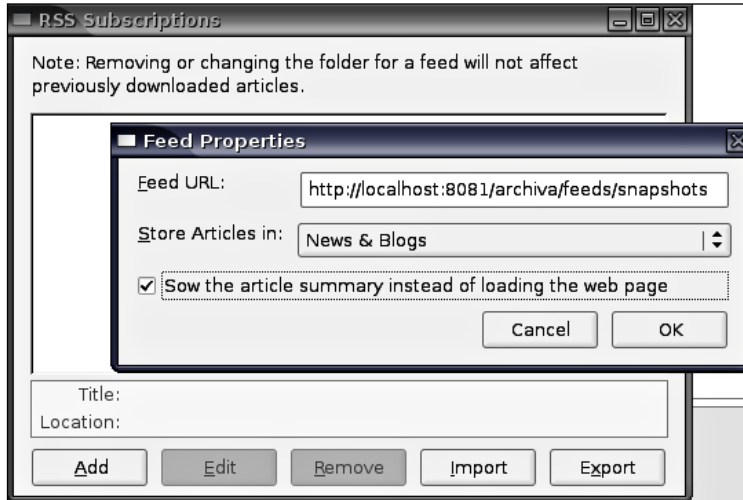 RSS Subscriptions
Note: Removing or changing the folder for a feed will not affect
previously downloaded articles.
Feed Properties
Feed URL:
http://localhost:8081/archiva/feeds/snapshots
Store Articles in:
News & Blogs
Sow the article summary instead of loading the web page
Cancel
OK
Title:
Location:
Add
Edit
Remove
Import
Export